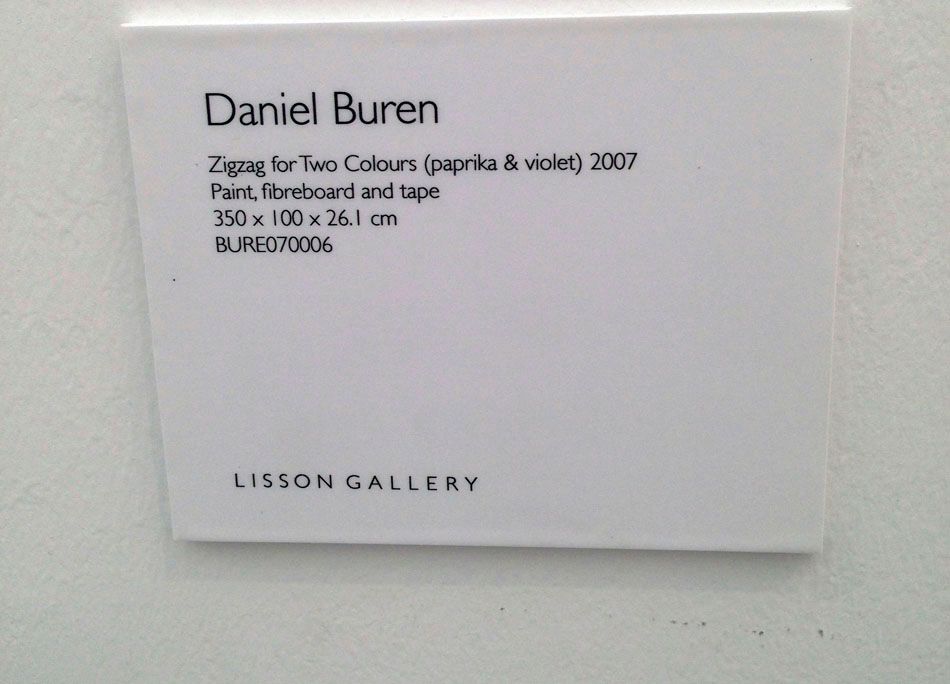 Daniel Buren
Zigzag for Two Colours (paprika & violet) 2007
Paint, fibreboard and tape
350 x 100 x 26.1 cm
BURE070006
LISSON GALLERY